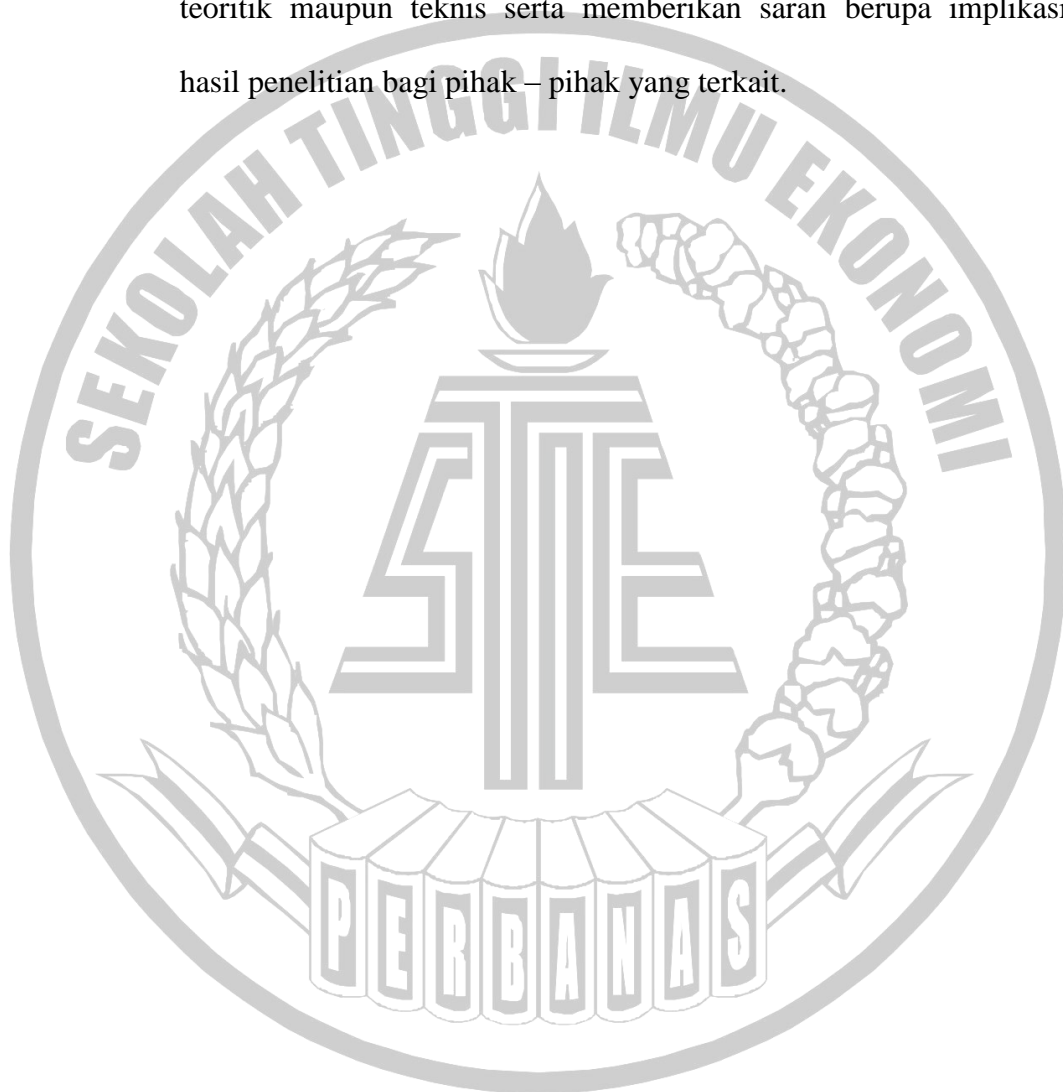 teoritik maupun teknis serta memberikan saran berupa implikasi
hasil penelitian bagi pihak – pihak yang terkait.
SEKOLAH TINGGI ILMU EKONOMI
STIE
PERBANAS